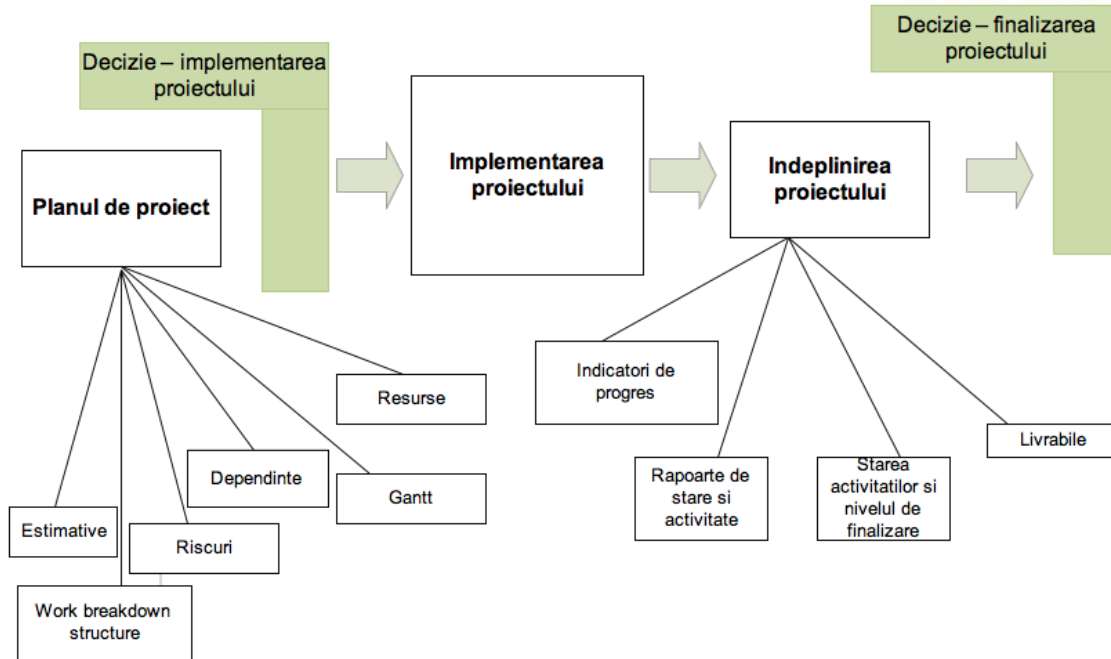 Decizie – implementarea
proiectului
Decizie – finalizarea
proiectului
Planul de proiect
Implementarea
proiectului
Indeplinirea
proiectului
Resurse
Dependinte
Gantt
Estimative
Riscuri
Work breakdown
structure
Indicatori de
progres
Rapoarte de
stare si
activitate
Starea
activitatilor si
nivelul de
finalizare
Livrabile